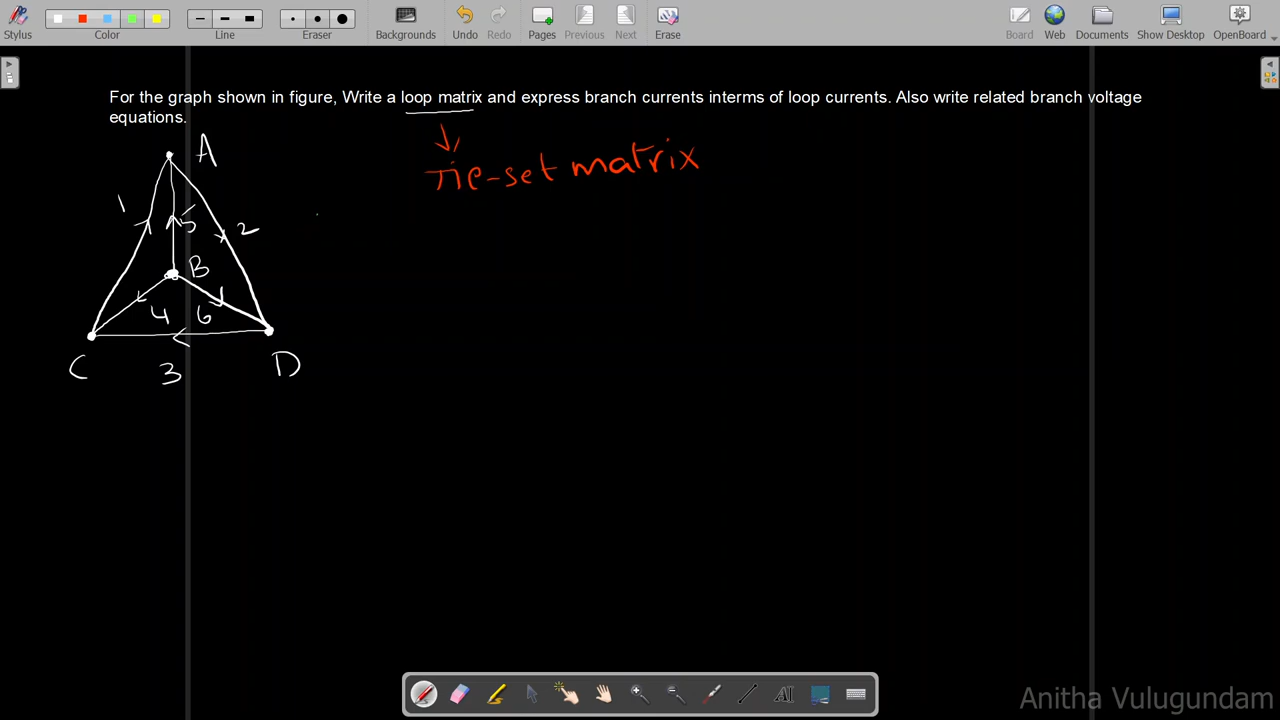 Stylus Color Line Eraser Backgrounds Undo Redo Pages Previous Next Erase Board Web Documents Show Desktop OpenBoard
For the graph shown in figure, Write a loop matrix and express branch currents interms of loop currents. Also write related branch voltage
equations.
A
Tie-set matrix
1
5
2
B
4
6
C
3
D
AI
Anitha Vulugundam